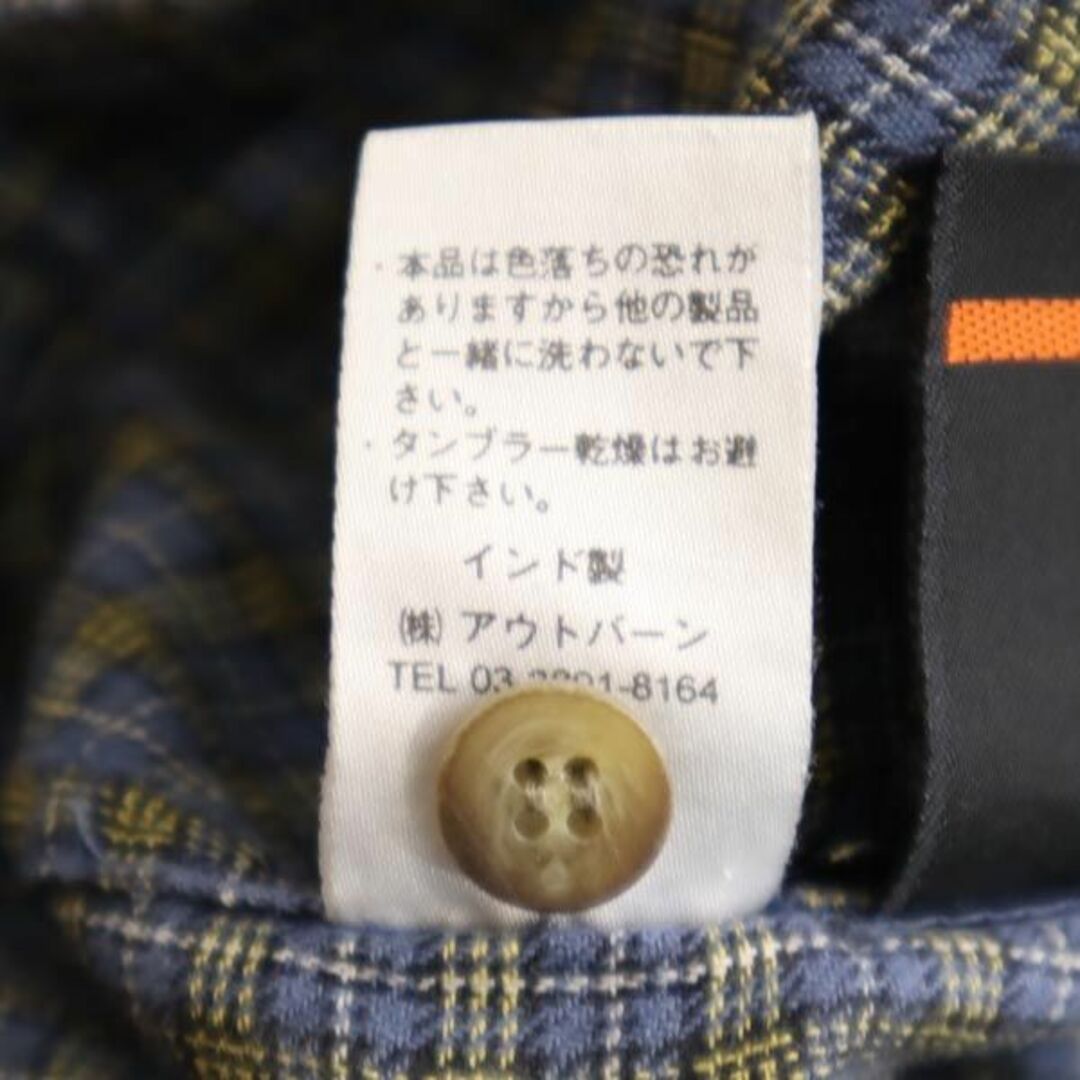 ・本品は色落ちの恐れが
ありますから他の製品
と一緒に洗わないで下
さい。
・タンブラー乾燥はお避
け下さい。
インド製
㈱ アウトバーン
TEL 03